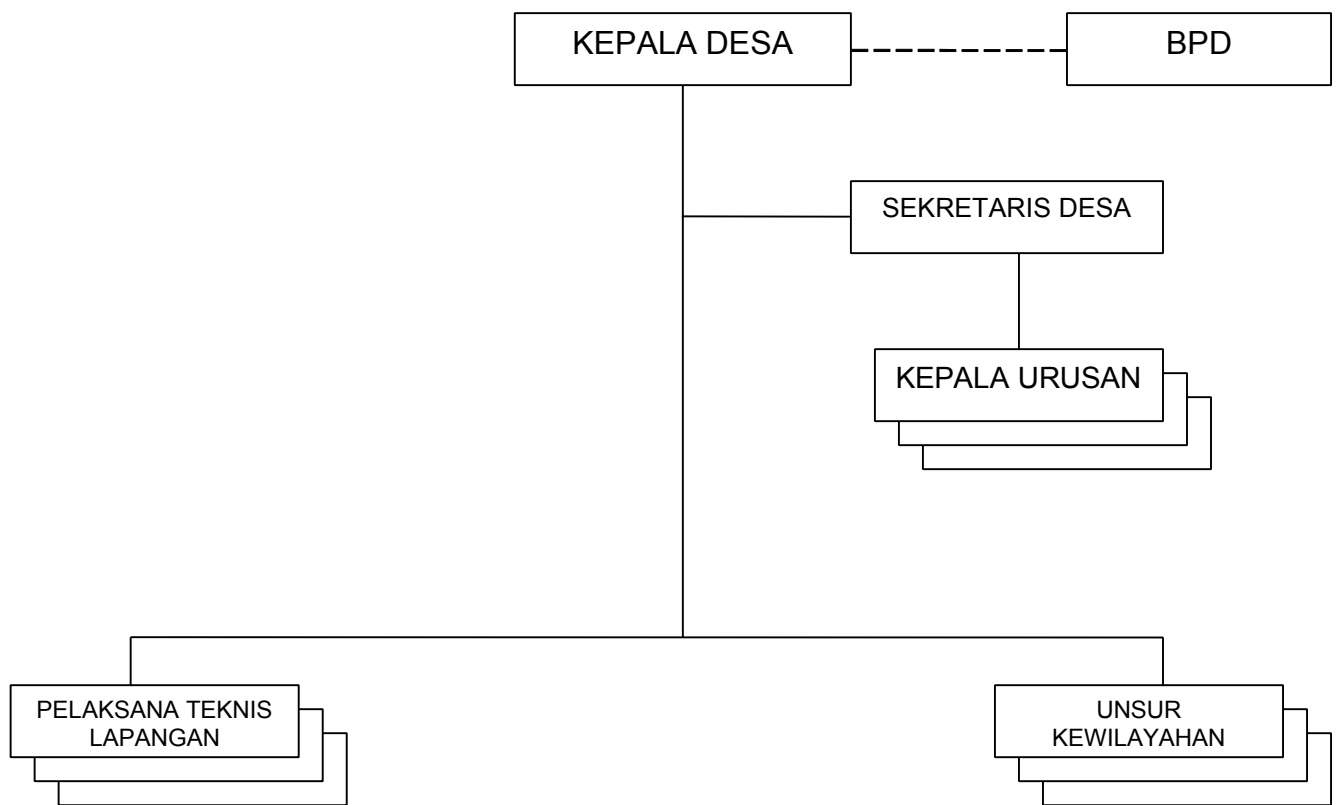 KEPALA DESA
BPD
SEKRETARIS DESA
KEPALA URUSAN
PELAKSANA TEKNIS
LAPANGAN
UNSUR
KEWILAYAHAN